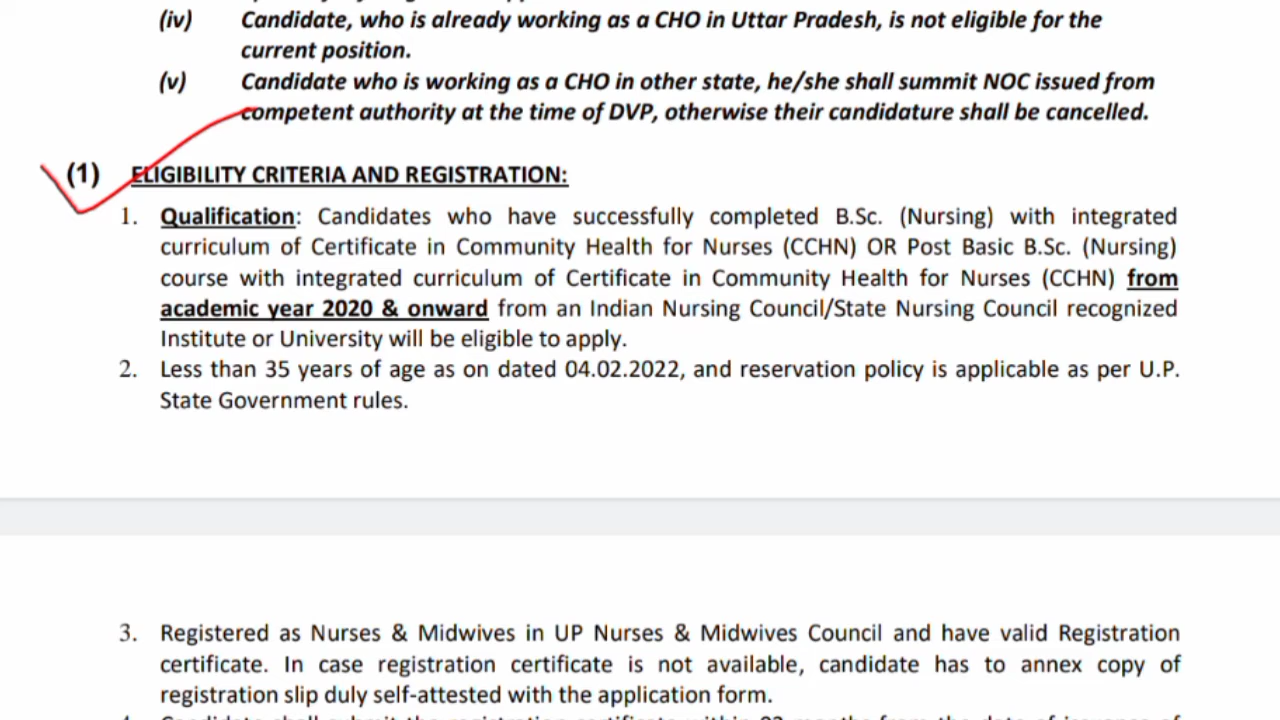 (iv) Candidate, who is already working as a CHO in Uttar Pradesh, is not eligible for the
current position.
(v) Candidate who is working as a CHO in other state, he/she shall summit NOC issued from
competent authority at the time of DVP, otherwise their candidature shall be cancelled.
(1) ELIGIBILITY CRITERIA AND REGISTRATION:
1. Qualification: Candidates who have successfully completed B.Sc. (Nursing) with integrated
curriculum of Certificate in Community Health for Nurses (CCHN) OR Post Basic B.Sc. (Nursing)
course with integrated curriculum of Certificate in Community Health for Nurses (CCHN) from
academic year 2020 & onward from an Indian Nursing Council/State Nursing Council recognized
Institute or University will be eligible to apply.
2. Less than 35 years of age as on dated 04.02.2022, and reservation policy is applicable as per U.P.
State Government rules.
3. Registered as Nurses & Midwives in UP Nurses & Midwives Council and have valid Registration
certificate. In case registration certificate is not available, candidate has to annex copy of
registration slip duly self-attested with the application form.